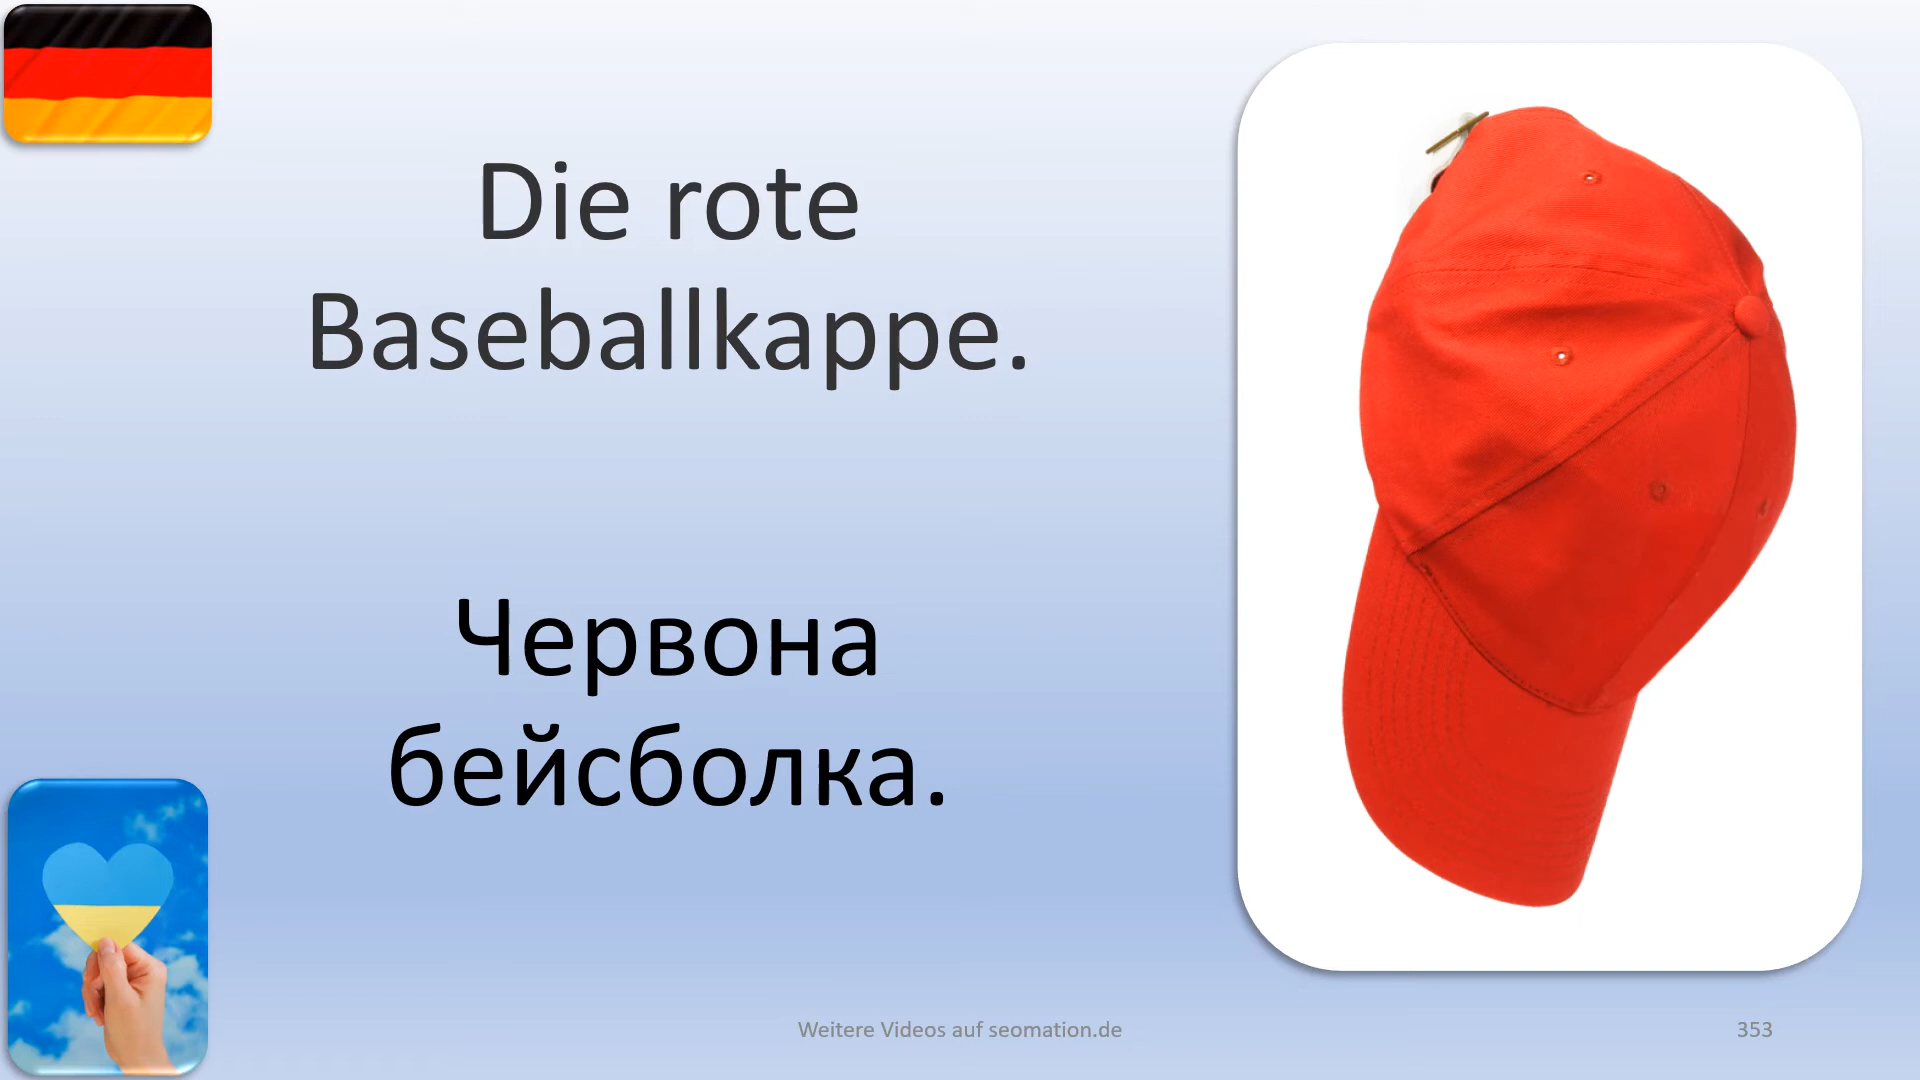 Die rote
Baseballkappe.
Червона
бейсболка.
Weitere Videos auf seomation.de
353